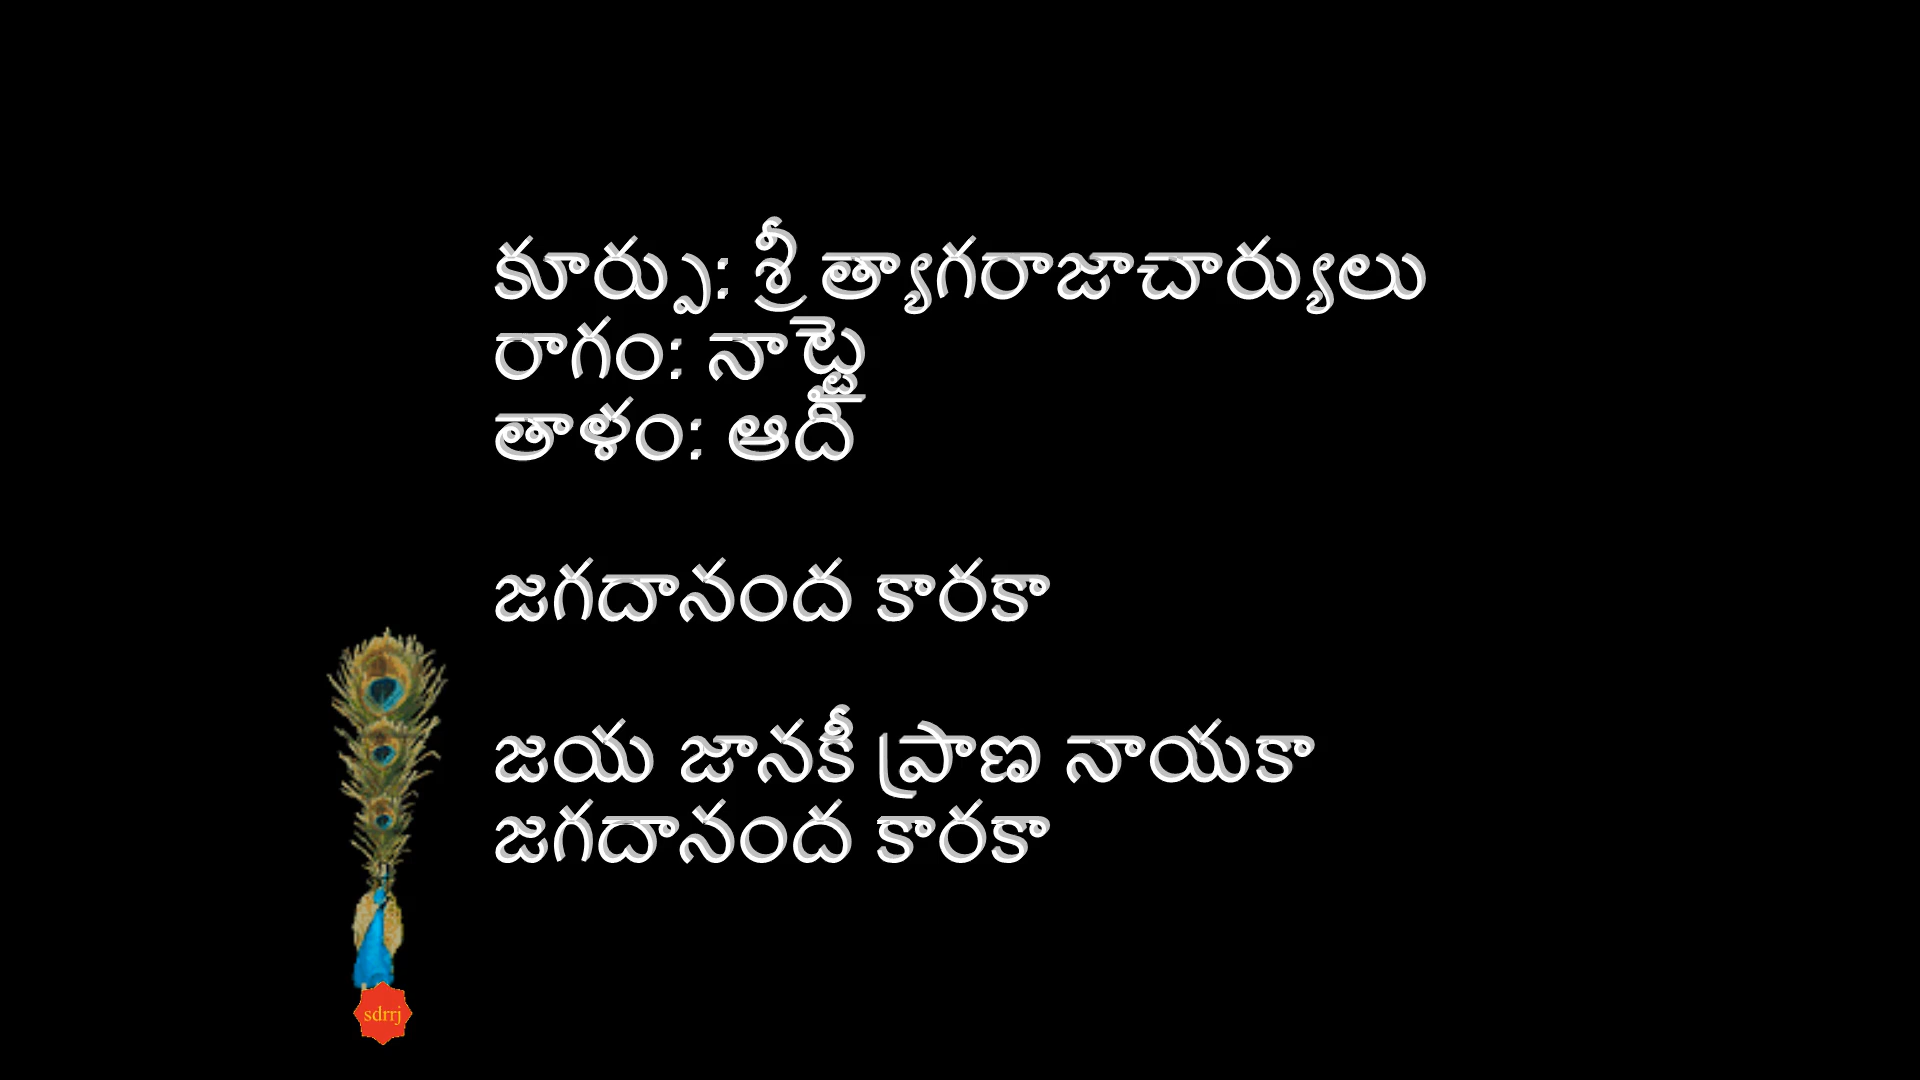 కూర్పు: శ్రీ త్యాగరాజాచార్యులు
రాగం: నాట్టై
తాళం: ఆది
జగదానంద కారకా
జయ జానకీ ప్రాణ నాయకా
జగదానంద కారకా
sdrrj